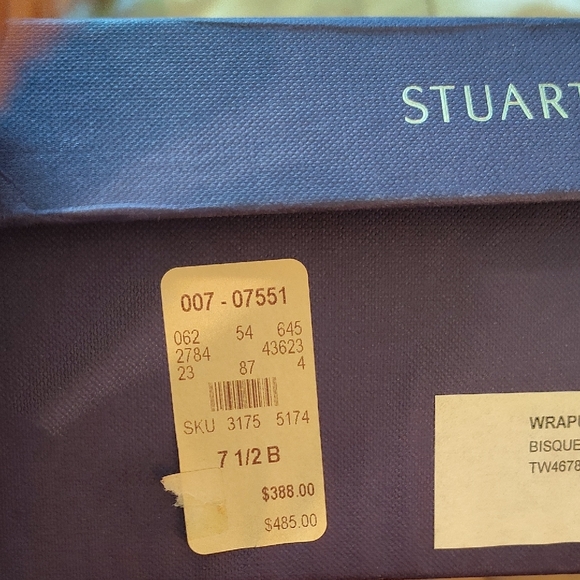 STUART
007 - 07551
062 54 645
2784 43623
23 87 4
SKU 3175 5174
7 1/2 B
$388.00
$485.00
BISQUE
TW4678